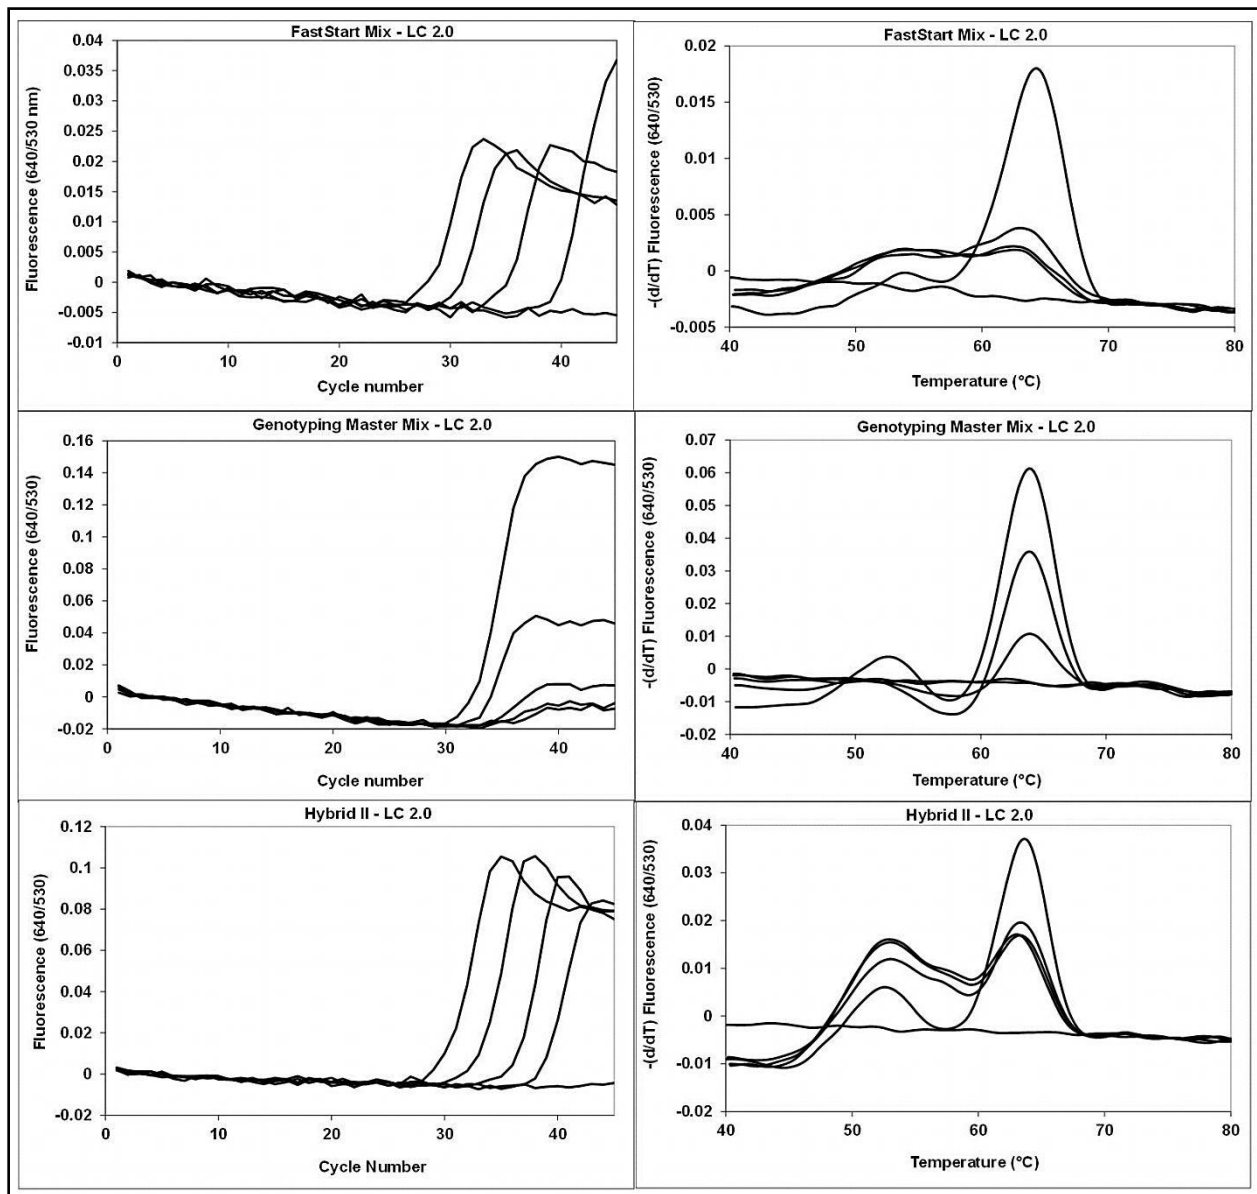 FastStart Mix - LC 2.0
Fluorescence (640/530 nm)
0.04
0.035
0.03
0.025
0.02
0.015
0.01
0.005
0
-0.005
-0.01
0 10 20 30 40
Cycle number
FastStart Mix - LC 2.0
-(d/dT) Fluorescence (640/530)
0.02
0.015
0.01
0.005
0
-0.005
40 50 60 70 80
Temperature (°C)
Genotyping Master Mix - LC 2.0
Fluorescence (640/530)
0.16
0.14
0.12
0.1
0.08
0.06
0.04
0.02
0
-0.02
0 10 20 30 40
Cycle number
Genotyping Master Mix - LC 2.0
-(d/dT) Fluorescence (640/530)
0.07
0.06
0.05
0.04
0.03
0.02
0.01
0
-0.01
-0.02
40 50 60 70 80
Temperature (°C)
Hybrid II - LC 2.0
Fluorescence (640/530)
0.12
0.1
0.08
0.06
0.04
0.02
0
-0.02
0 10 20 30 40
Cycle Number
Hybrid II - LC 2.0
-(d/dT) Fluorescence (640/530)
0.04
0.03
0.02
0.01
0
-0.01
-0.02
40 50 60 70 80
Temperature (°C)